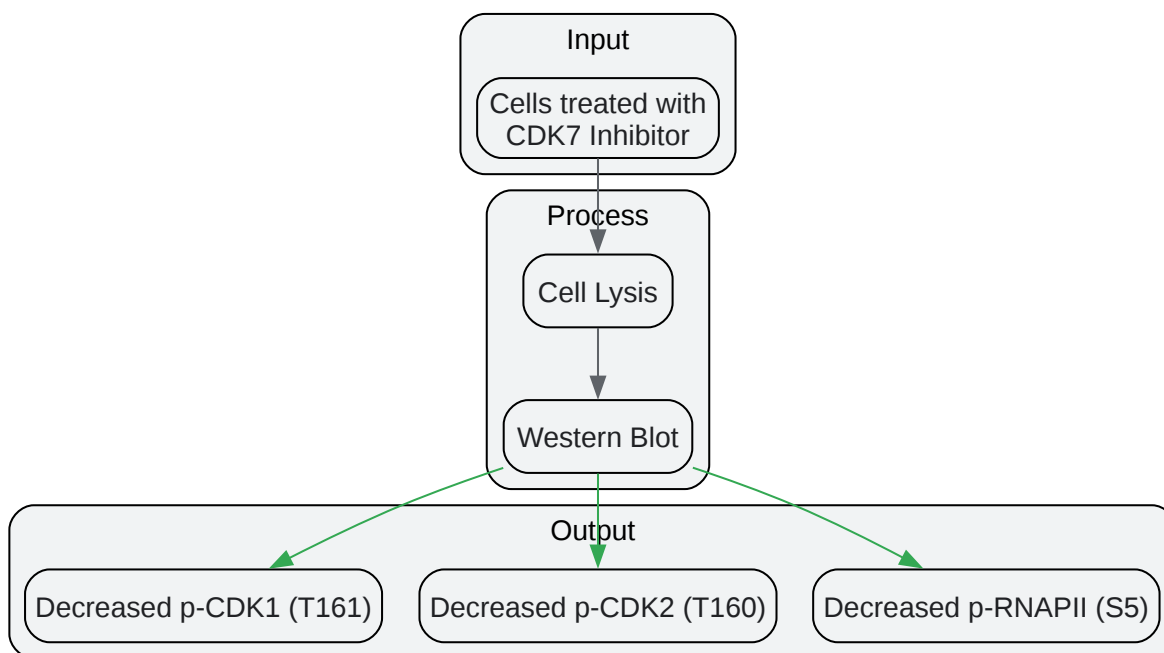 Input
Cells treated with
CDK7 Inhibitor
Process
Cell Lysis
Western Blot
Output
Decreased p-CDK1 (T161)
Decreased p-CDK2 (T160)
Decreased p-RNAPII (S5)